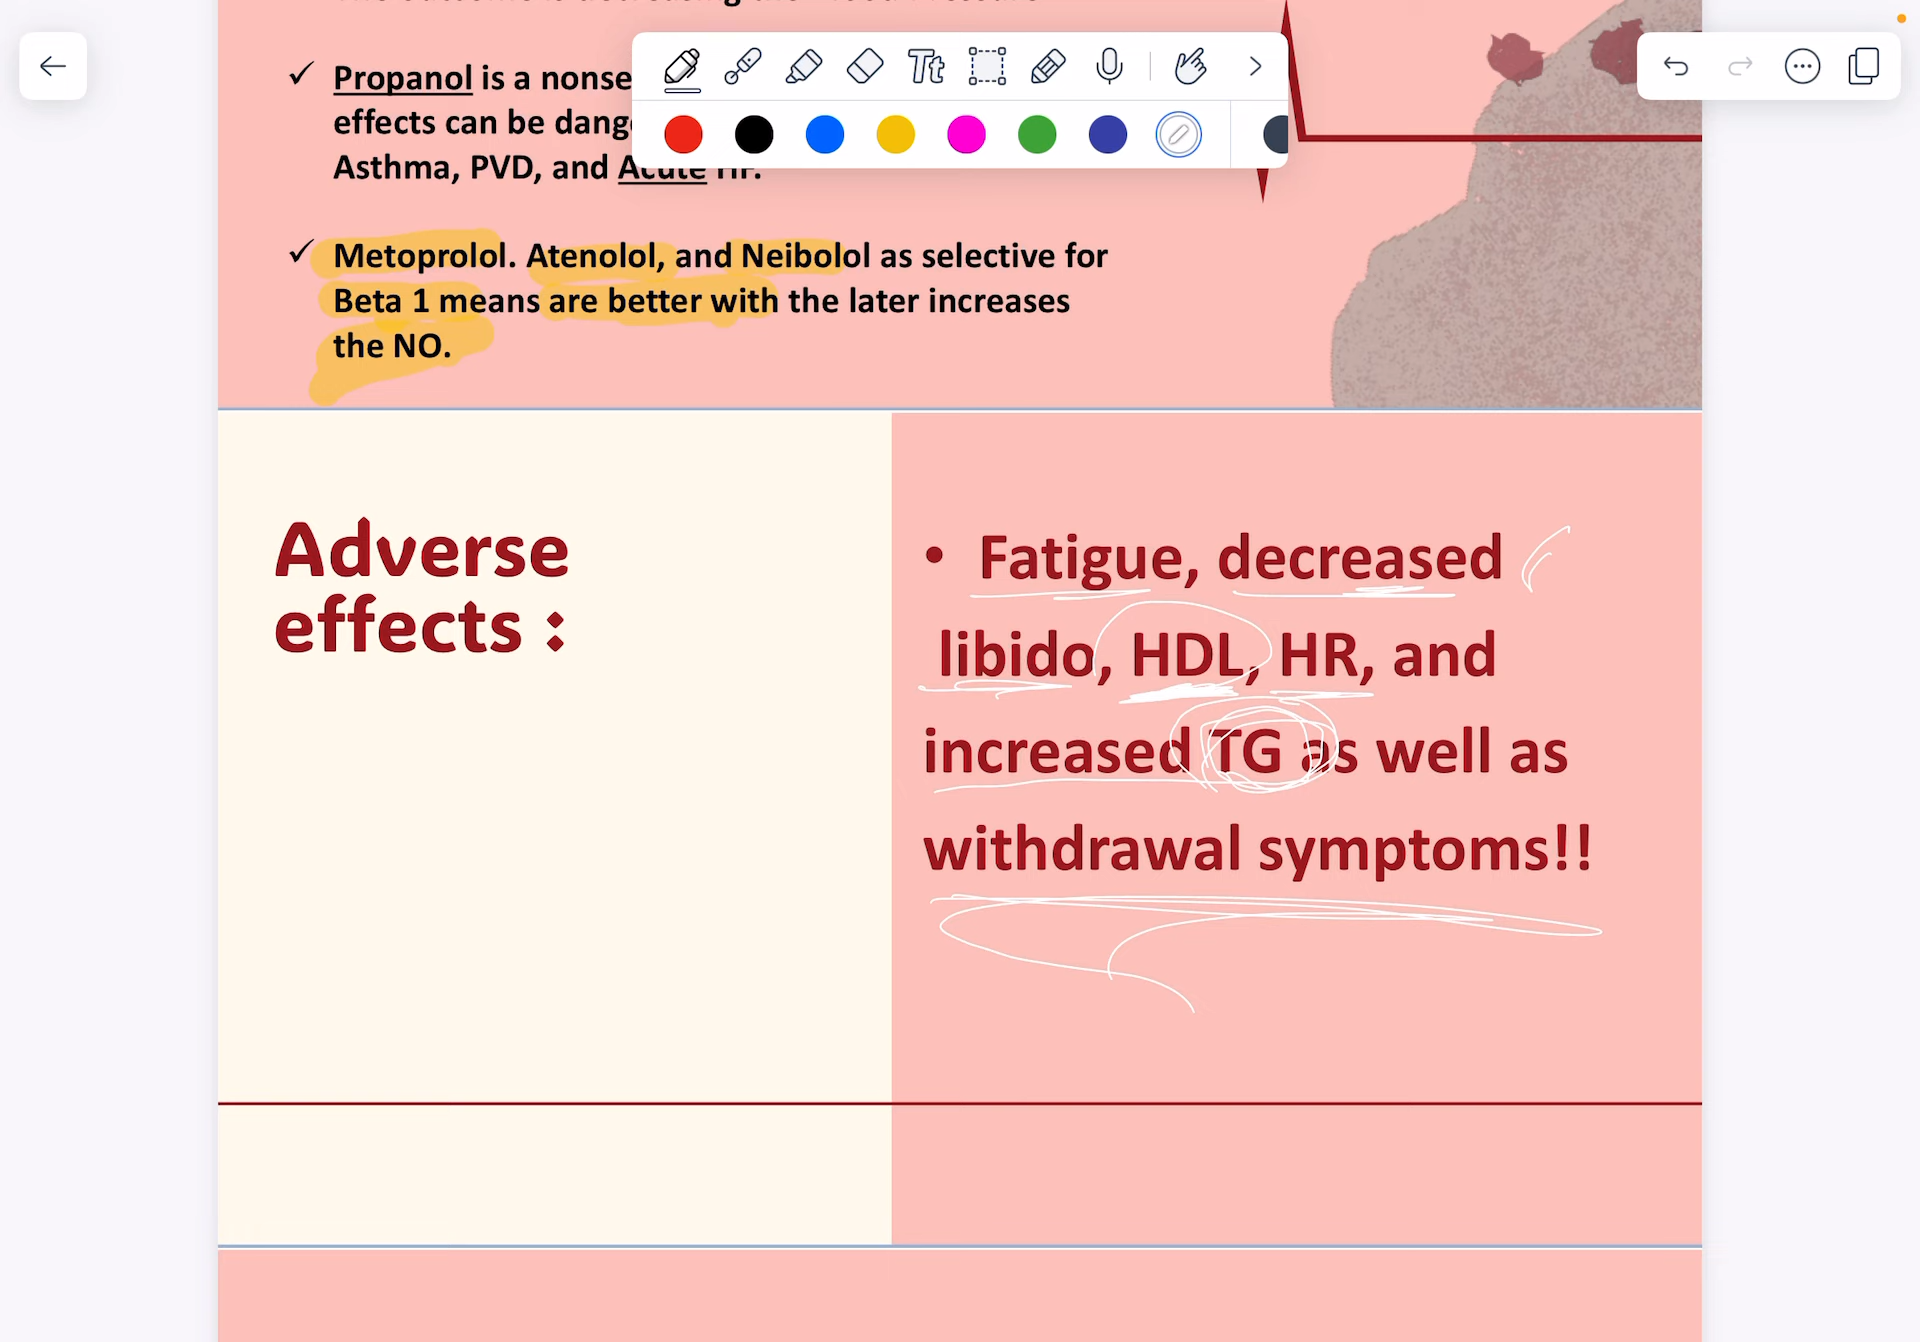 Propanol is a nonse
effects can be dang
Asthma, PVD, and Acute HF.
Metoprolol. Atenolol, and Neibolol as selective for
Beta 1 means are better with the later increases
the NO.
Adverse
effects :
• Fatigue, decreased
libido, HDL, HR, and
increased TG as well as
withdrawal symptoms!!
Tt